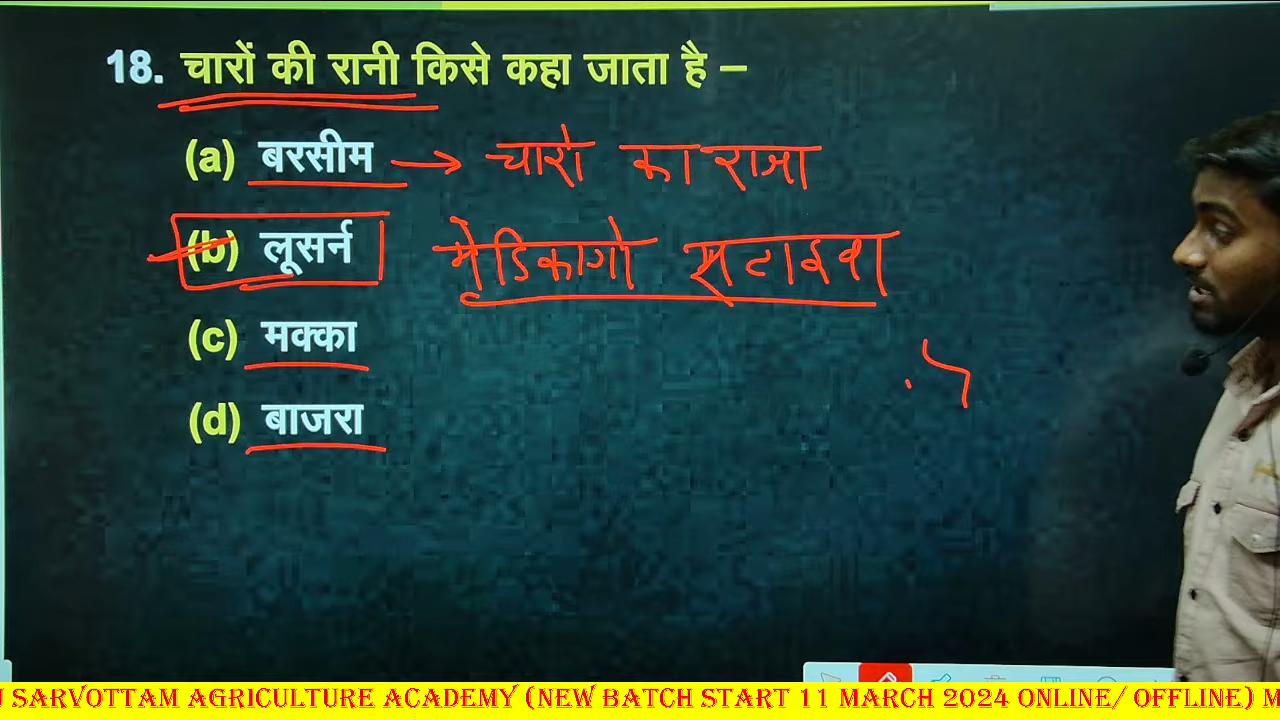 18. चारों की रानी किसे कहा जाता है –
(a) बरसीम → चारो का राजा
(b) लूसर्न मेडिकागो सटाइवा
(c) मक्का
(d) बाजरा
SARVOTTAM AGRICULTURE ACADEMY (NEW BATCH START 11 MARCH 2024 ONLINE/ OFFLINE) M